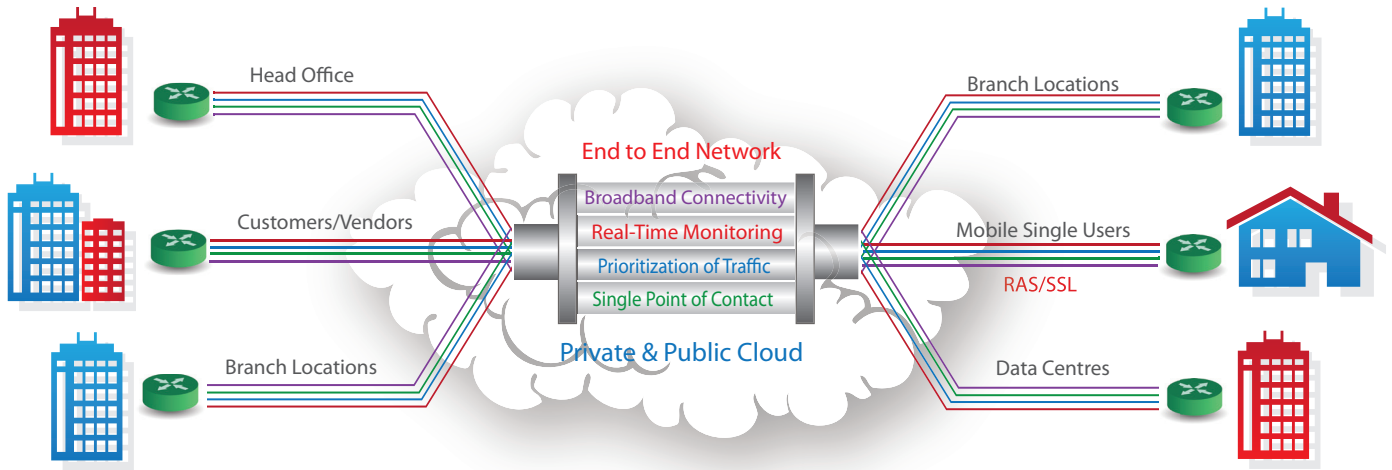 Head Office
Customers/Vendors
Branch Locations
End to End Network
Broadband Connectivity
Real-Time Monitoring
Prioritization of Traffic
Single Point of Contact
Private & Public Cloud
Branch Locations
Mobile Single Users
RAS/SSL
Data Centres